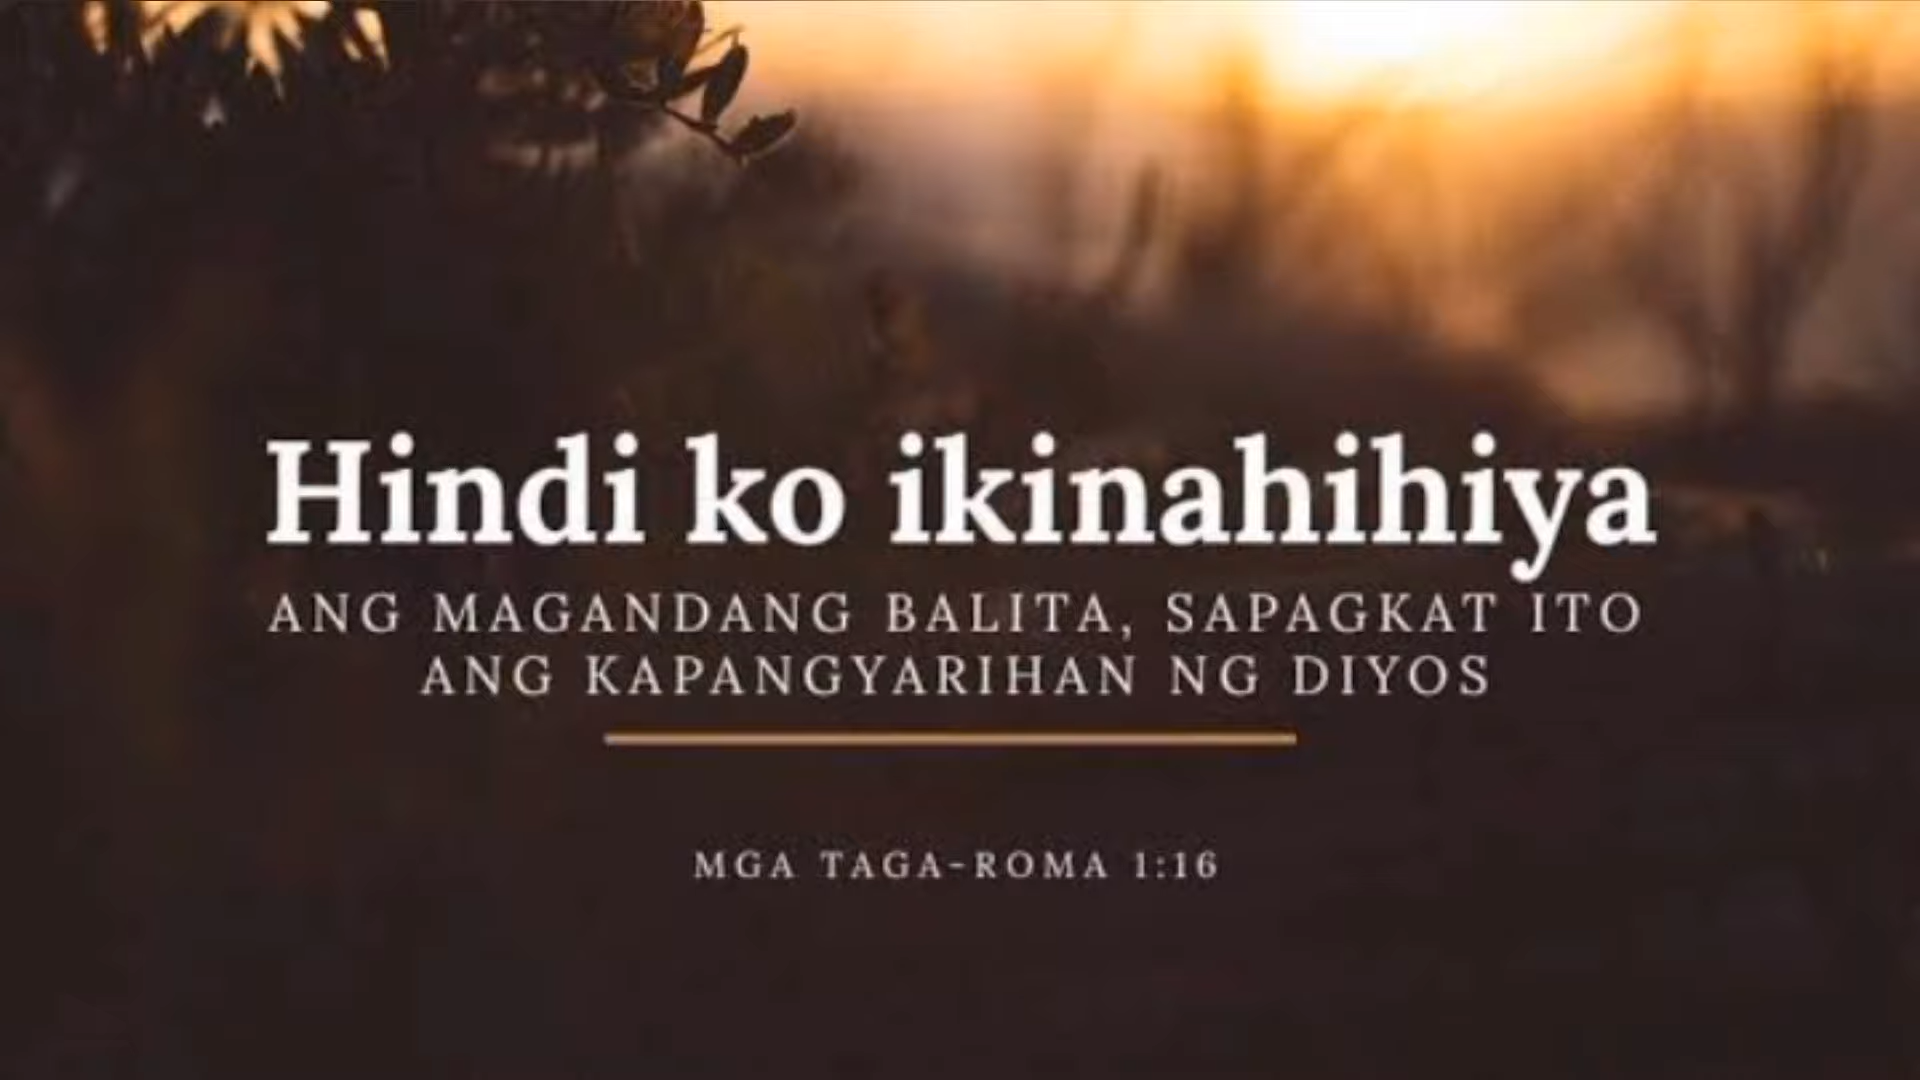 Hindi ko ikinahihiya
ANG MAGANDANG BALITA, SAPAGKAT ITO
ANG KAPANGYARIHAN NG DIYOS
MGA TAGA-ROMA 1:16